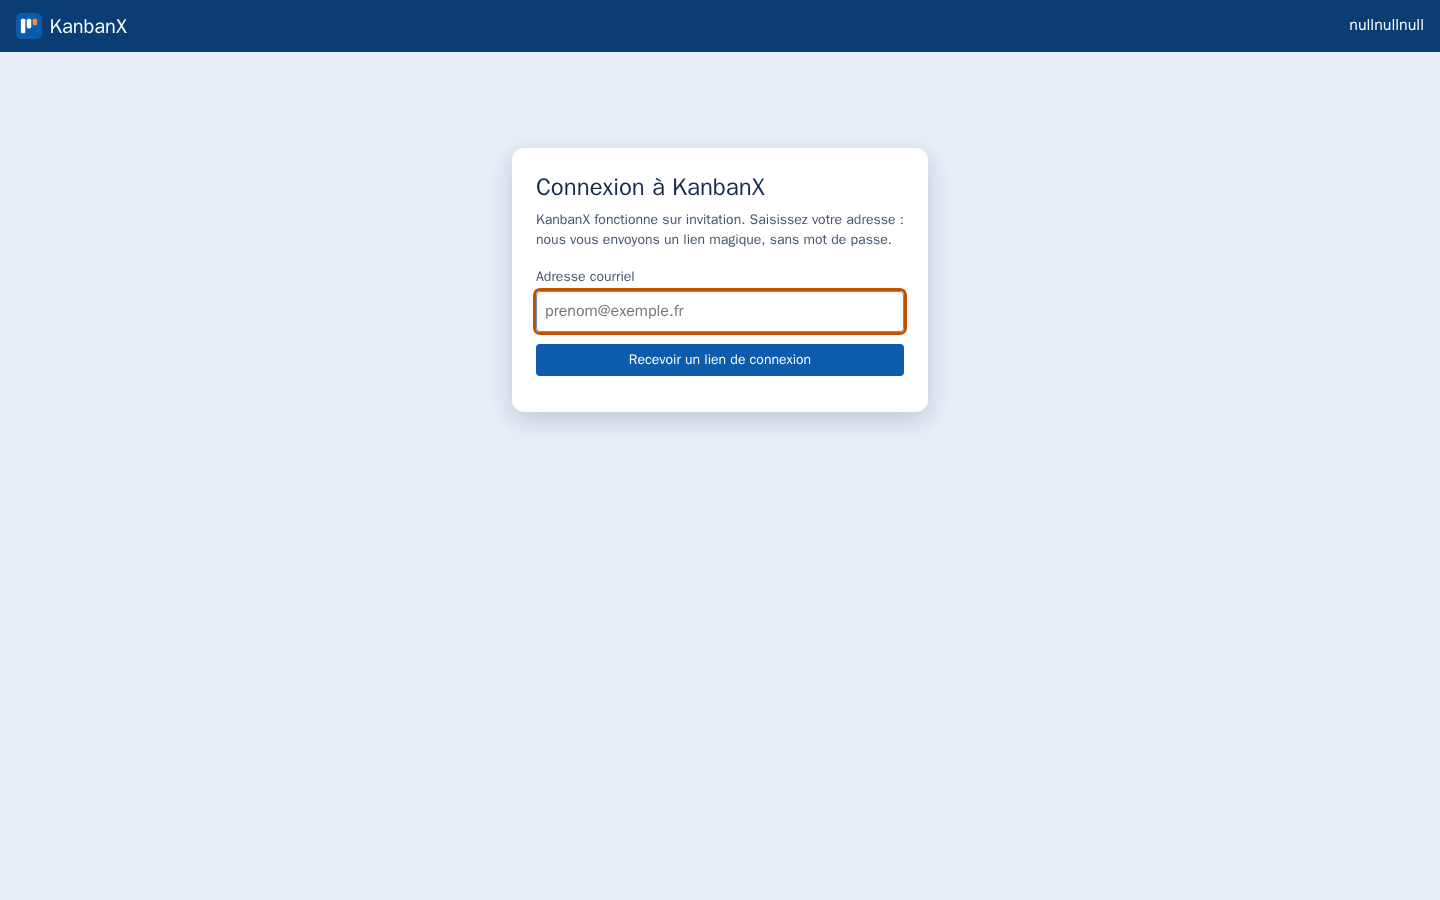 KanbanX
nullnullnull
Connexion à KanbanX
KanbanX fonctionne sur invitation. Saisissez votre adresse :
nous vous envoyons un lien magique, sans mot de passe.
Adresse courriel
prenom@exemple.fr
Recevoir un lien de connexion